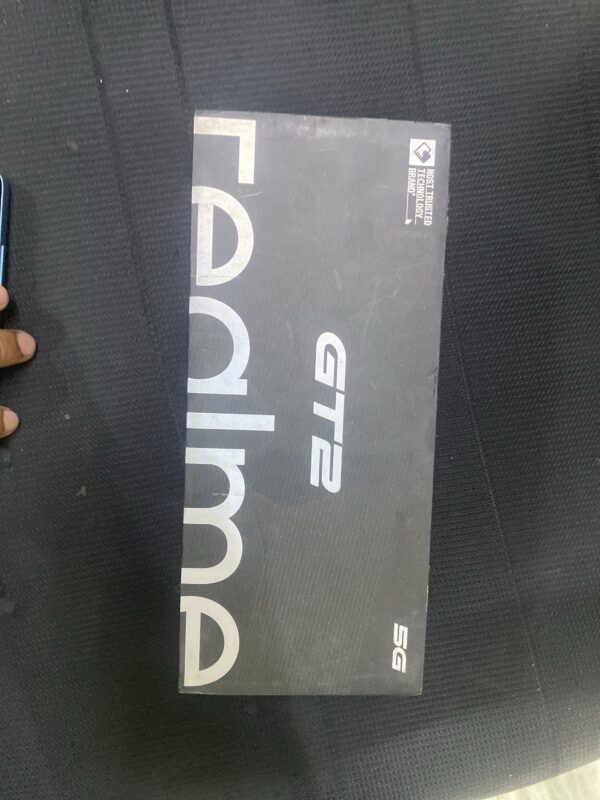 MOST TRUSTED
TECHNOLOGY
BRAND*
GT2
realme
5G